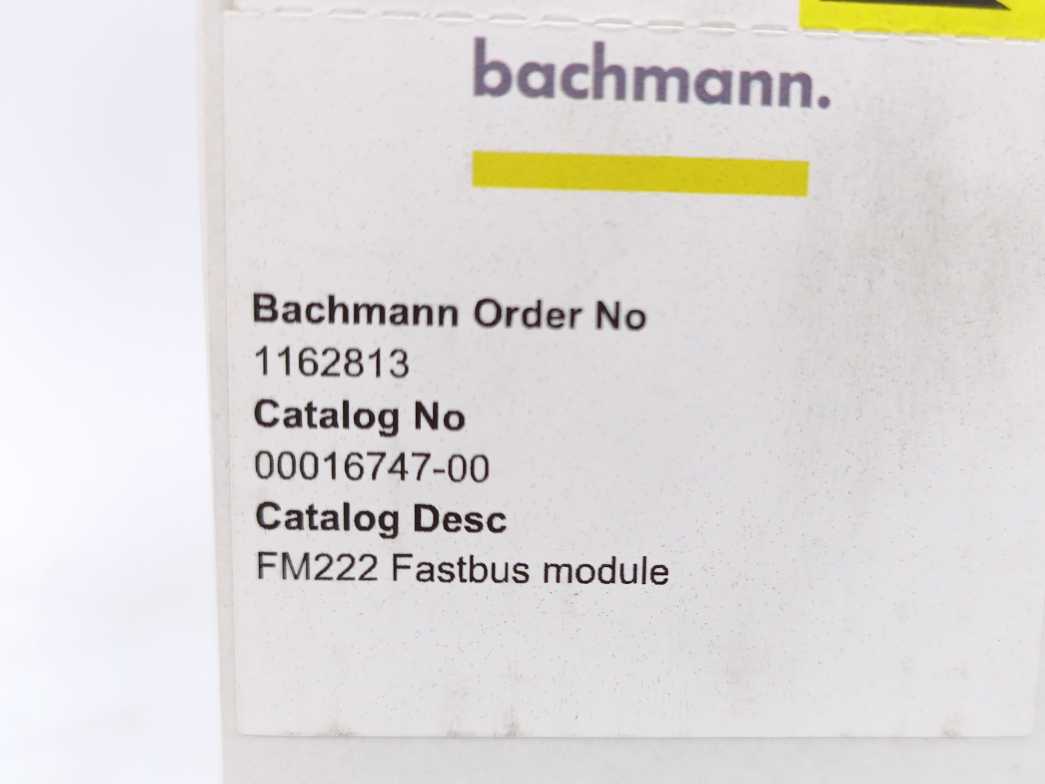 bachmann.
Bachmann Order No
1162813
Catalog No
00016747-00
Catalog Desc
FM222 Fastbus module